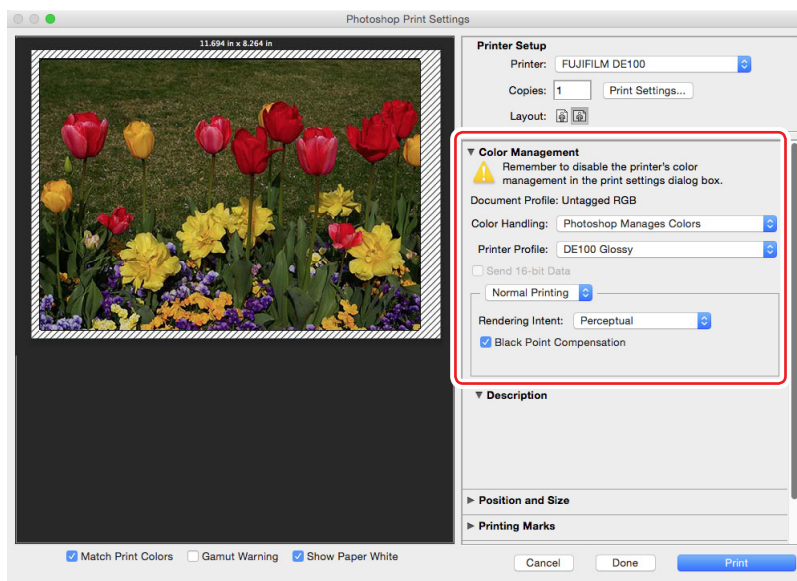 Photoshop Print Settings
11.694 in x 8.264 in
Printer Setup
Printer: FUJIFILM DE100
Copies: 1 Print Settings...
Layout:
Color Management
Remember to disable the printer's color
management in the print settings dialog box.
Document Profile: Untagged RGB
Color Handling: Photoshop Manages Colors
Printer Profile: DE100 Glossy
Send 16-bit Data
Normal Printing
Rendering Intent: Perceptual
Black Point Compensation
Description
Position and Size
Printing Marks
Match Print Colors Gamut Warning Show Paper White
Cancel Done Print